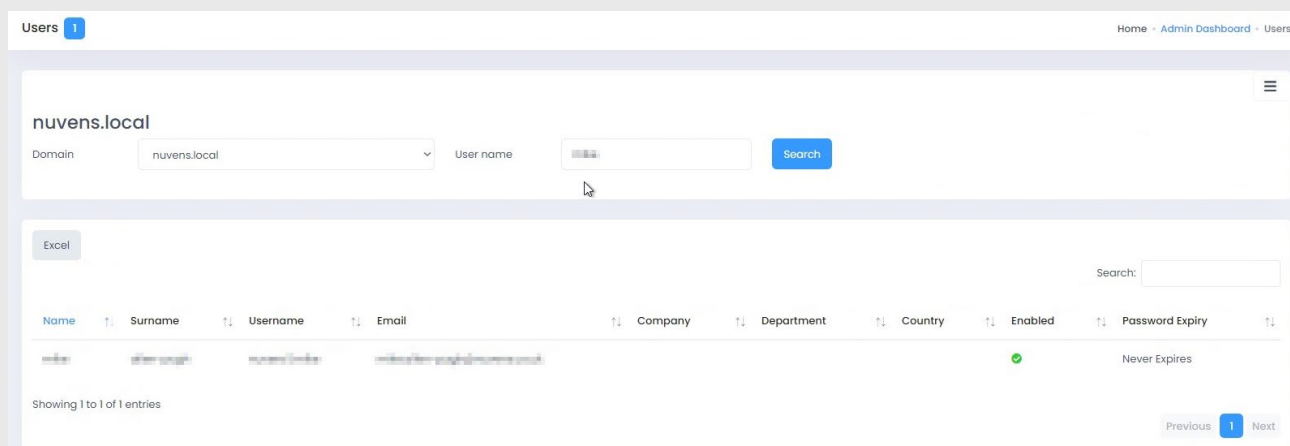 Users 1
Home Admin Dashboard Users
nuvens.local
Domain nuvens.local User name Search
Excel
Search:
Name Surname Username Email Company Department Country Enabled Password Expiry
Never Expires
Showing 1 to 1 of 1 entries
Previous 1 Next